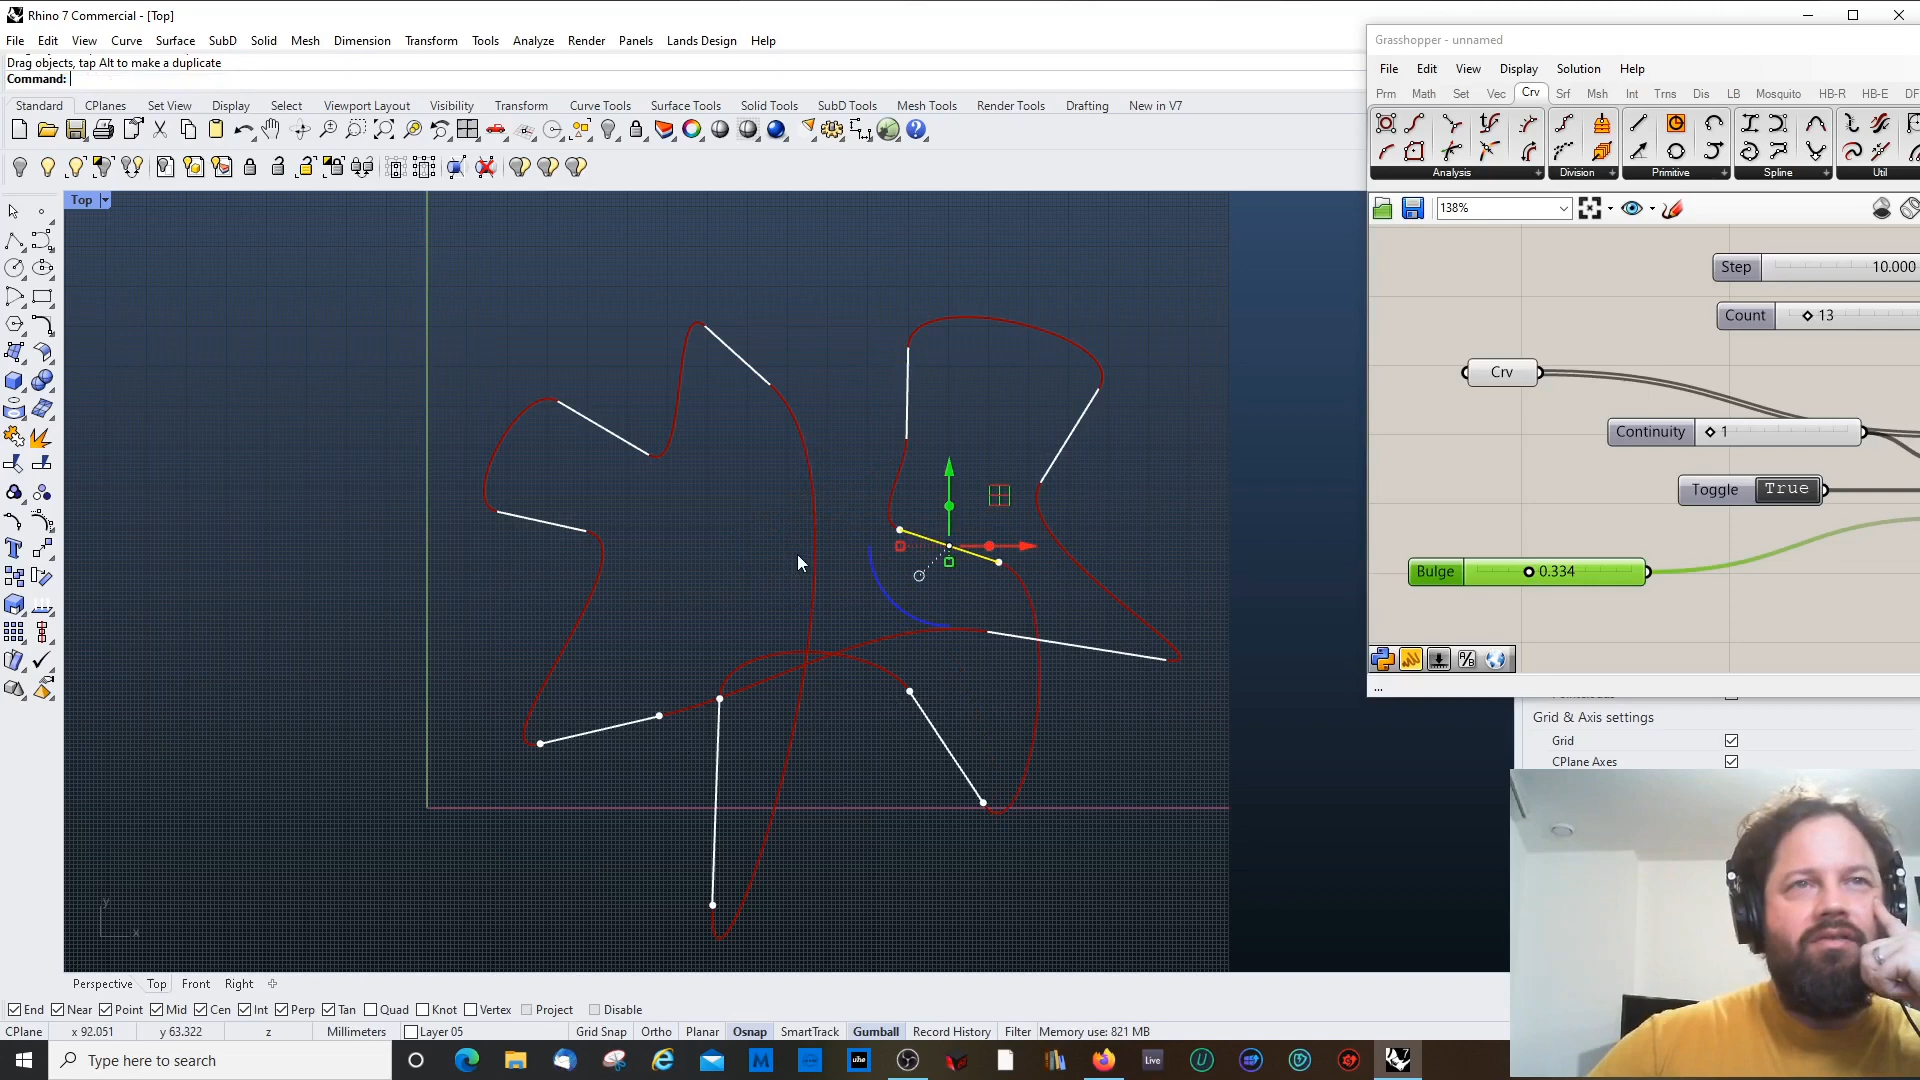 Rhino 7 Commercial - [Top]
File Edit View Curve Surface SubD Solid Mesh Dimension Transform Tools Analyze Render Panels Lands Design Help
Drag objects, tap Alt to make a duplicate
Command:
Standard CPlanes Set View Display Select Viewport Layout Visibility Transform Curve Tools Surface Tools Solid Tools SubD Tools Mesh Tools Render Tools Drafting New in V7
Top
y
x
Perspective Top Front Right
End Near Point Mid Cen Int Perp Tan Quad Knot Vertex Project Disable
CPlane x 92.051 y 63.322 z Millimeters Layer 05 Grid Snap Ortho Planar Osnap SmartTrack Gumball Record History Filter Memory use: 821 MB
Type here to search
uhe
Live
Grasshopper - unnamed
File Edit View Display Solution Help
Prm Math Set Vec Crv Srf Msh Int Trns Dis LB Mosquito HB-R HB-E DF
Analysis Division Primitive Spline Util
138%
Step 10.000
Count 13
Crv
Continuity 1
Toggle True
Bulge 0.334
...
Grid & Axis settings
Grid
CPlane Axes